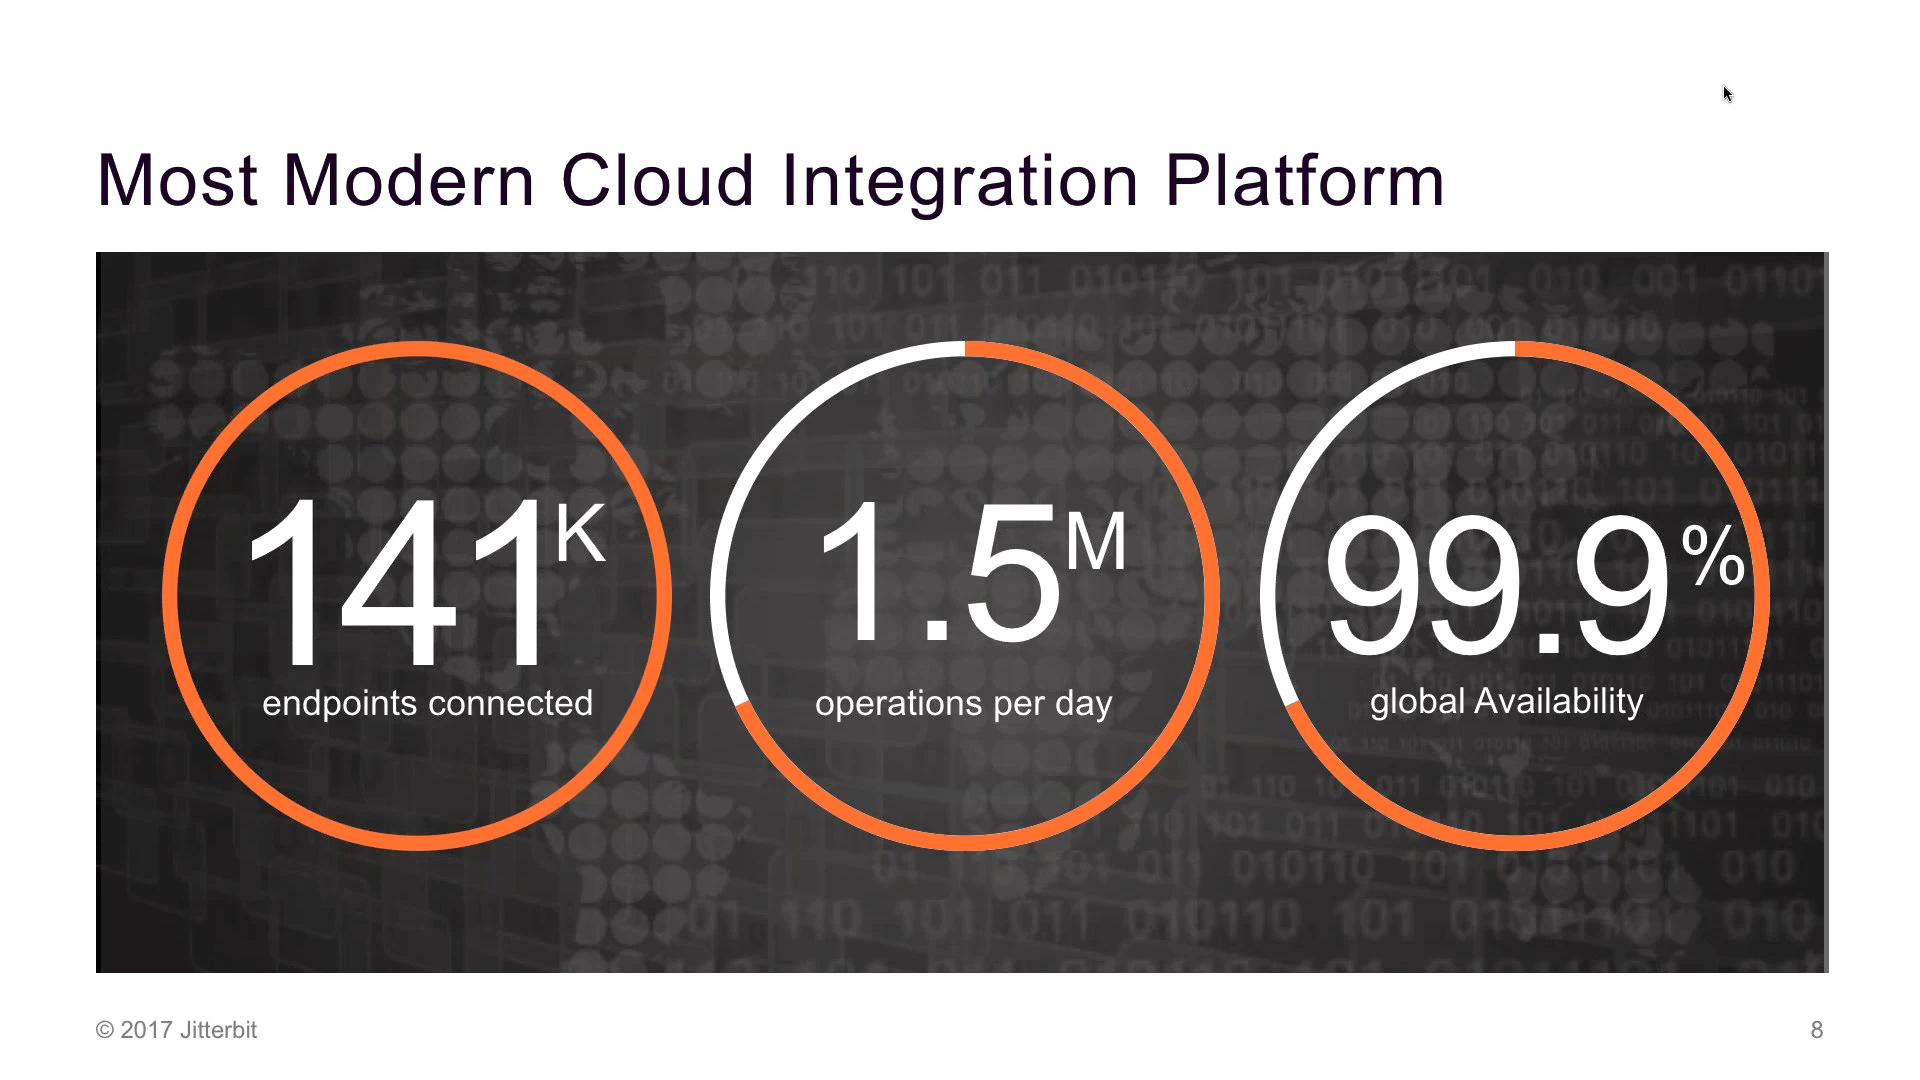 Most Modern Cloud Integration Platform
141K
endpoints connected
1.5M
operations per day
99.9%
global Availability
© 2017 Jitterbit
8